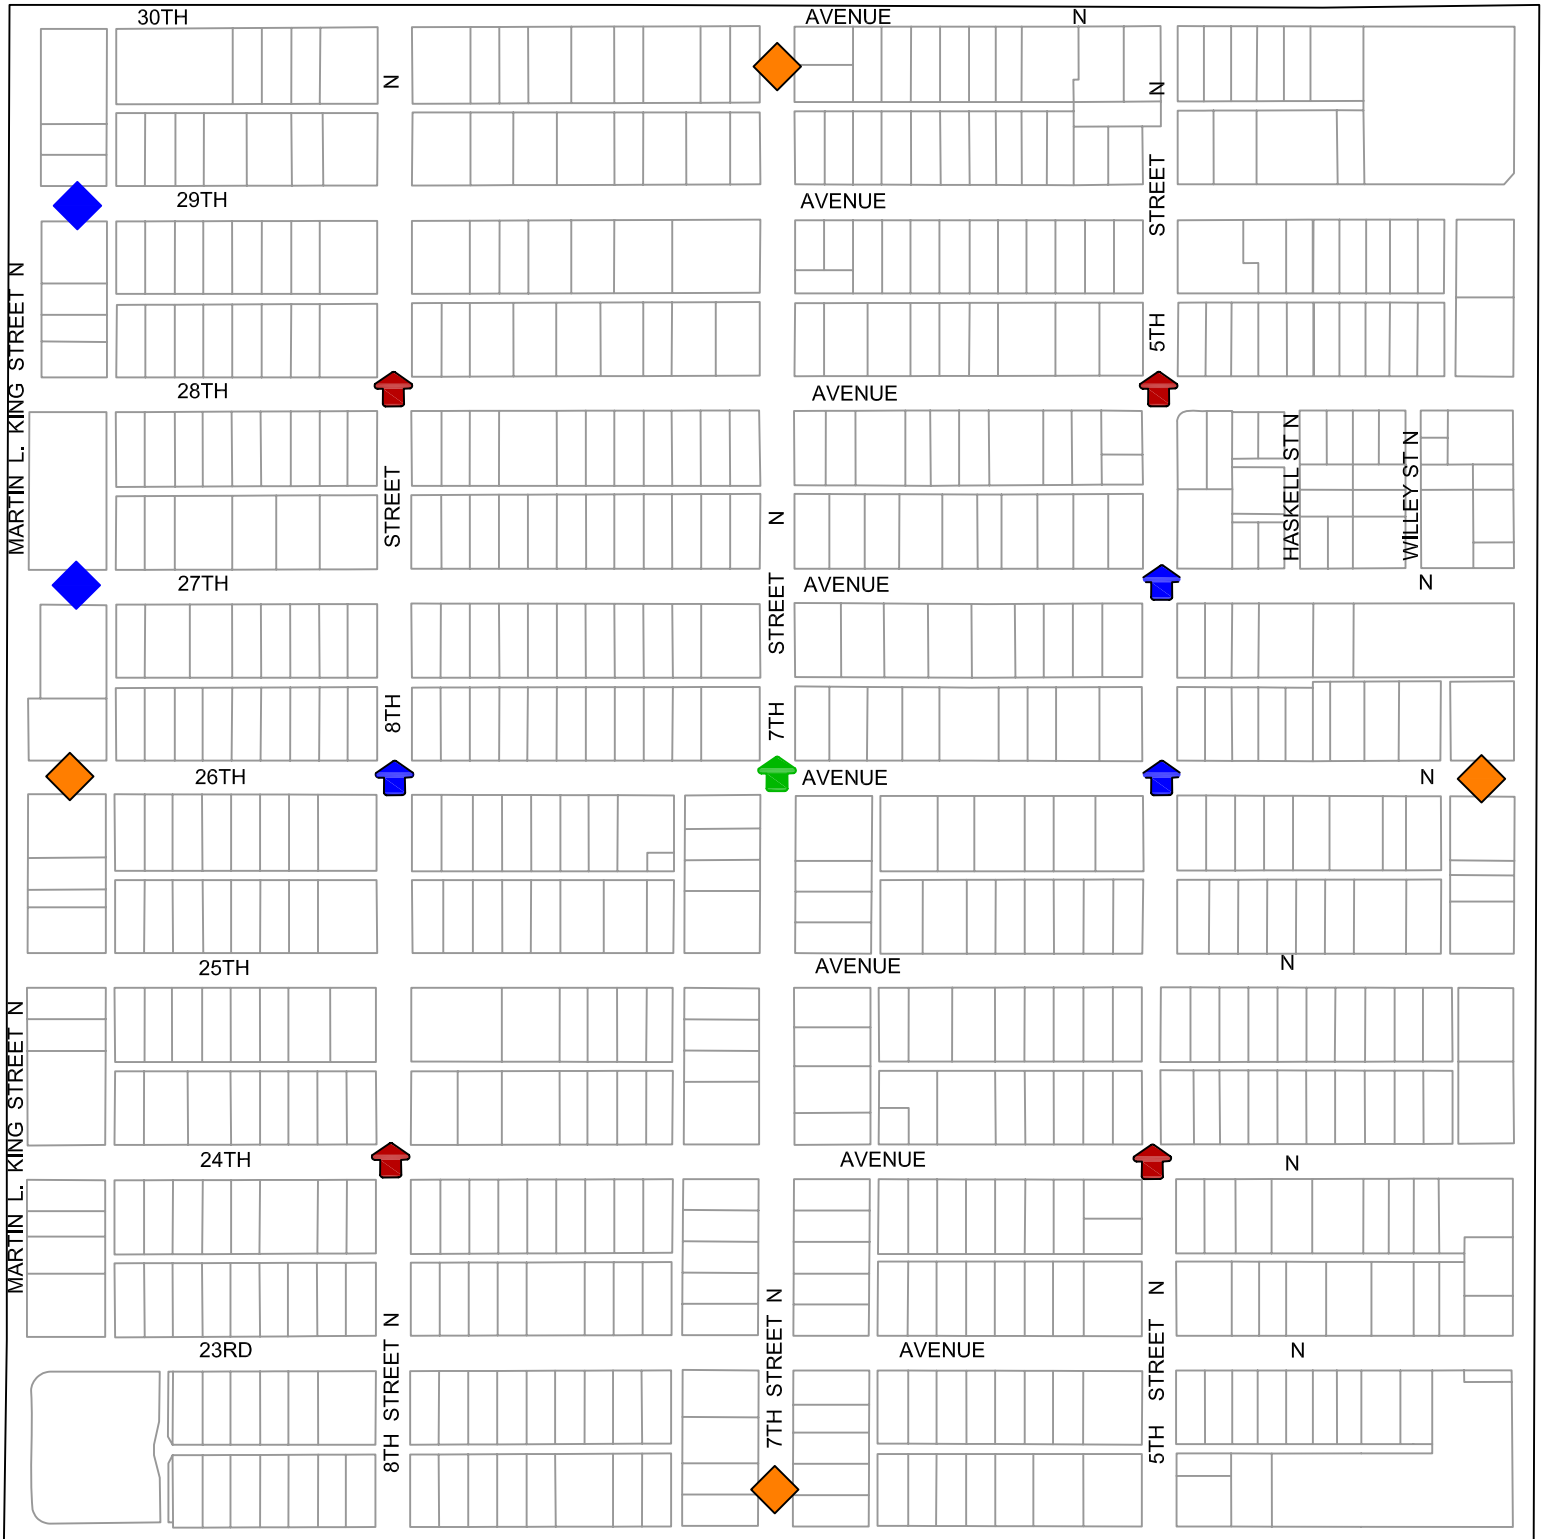 30TH AVENUE N
N
N
29TH AVENUE
STREET
MARTIN L. KING STREET N
5TH
28TH AVENUE
STREET
HASKELL ST N
WILLEY ST N
N
27TH AVENUE N
STREET
8TH
7TH
26TH AVENUE N
25TH AVENUE N
MARTIN L. KING STREET N
24TH AVENUE N
8TH STREET N
7TH STREET N
5TH STREET N
23RD AVENUE N